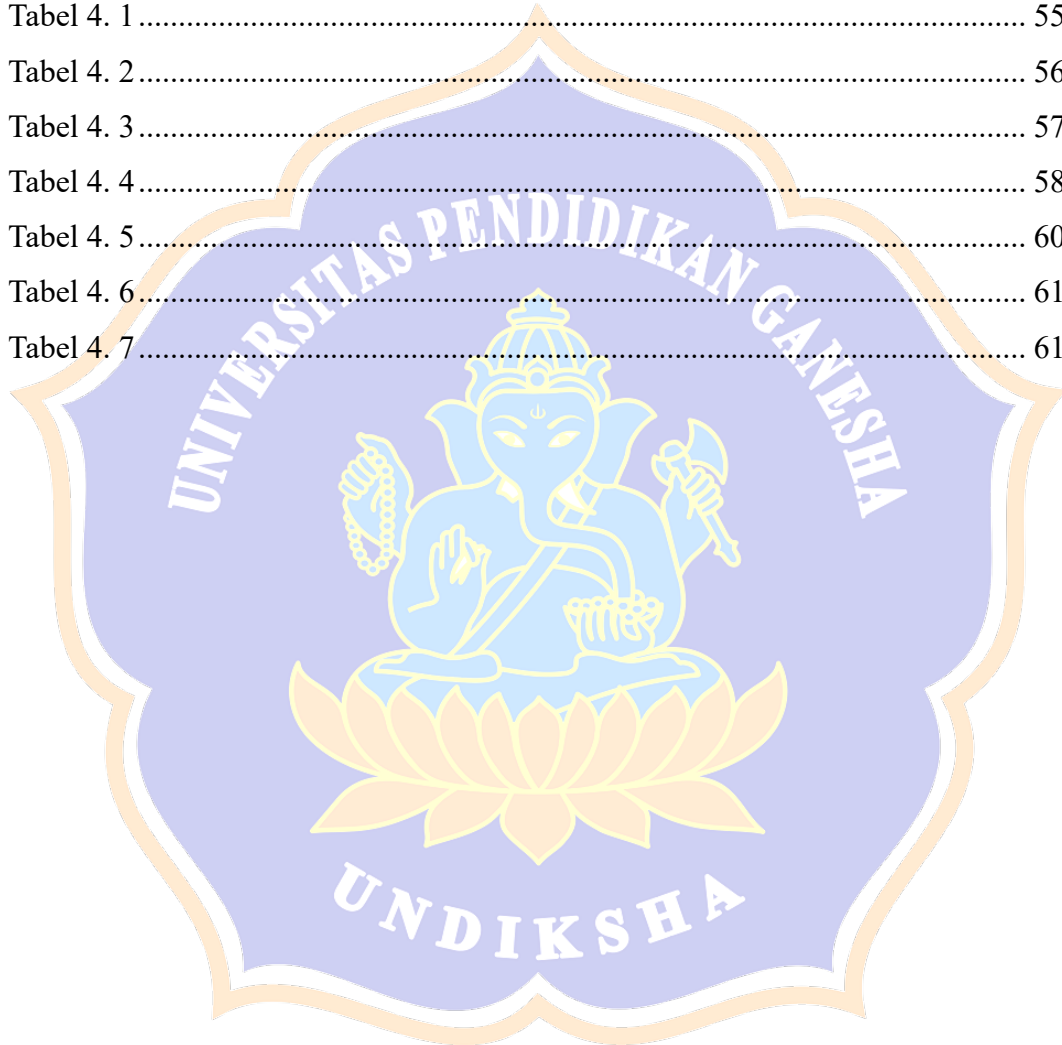 Tabel 4. 1........................................................................................................................... 55
Tabel 4. 2........................................................................................................................... 56
Tabel 4. 3........................................................................................................................... 57
Tabel 4. 4........................................................................................................................... 58
Tabel 4. 5........................................................................................................................... 60
Tabel 4. 6........................................................................................................................... 61
Tabel 4. 7........................................................................................................................... 61
UNIVERSITAS PENDIDIKAN GANESHA
UNDIKSHA